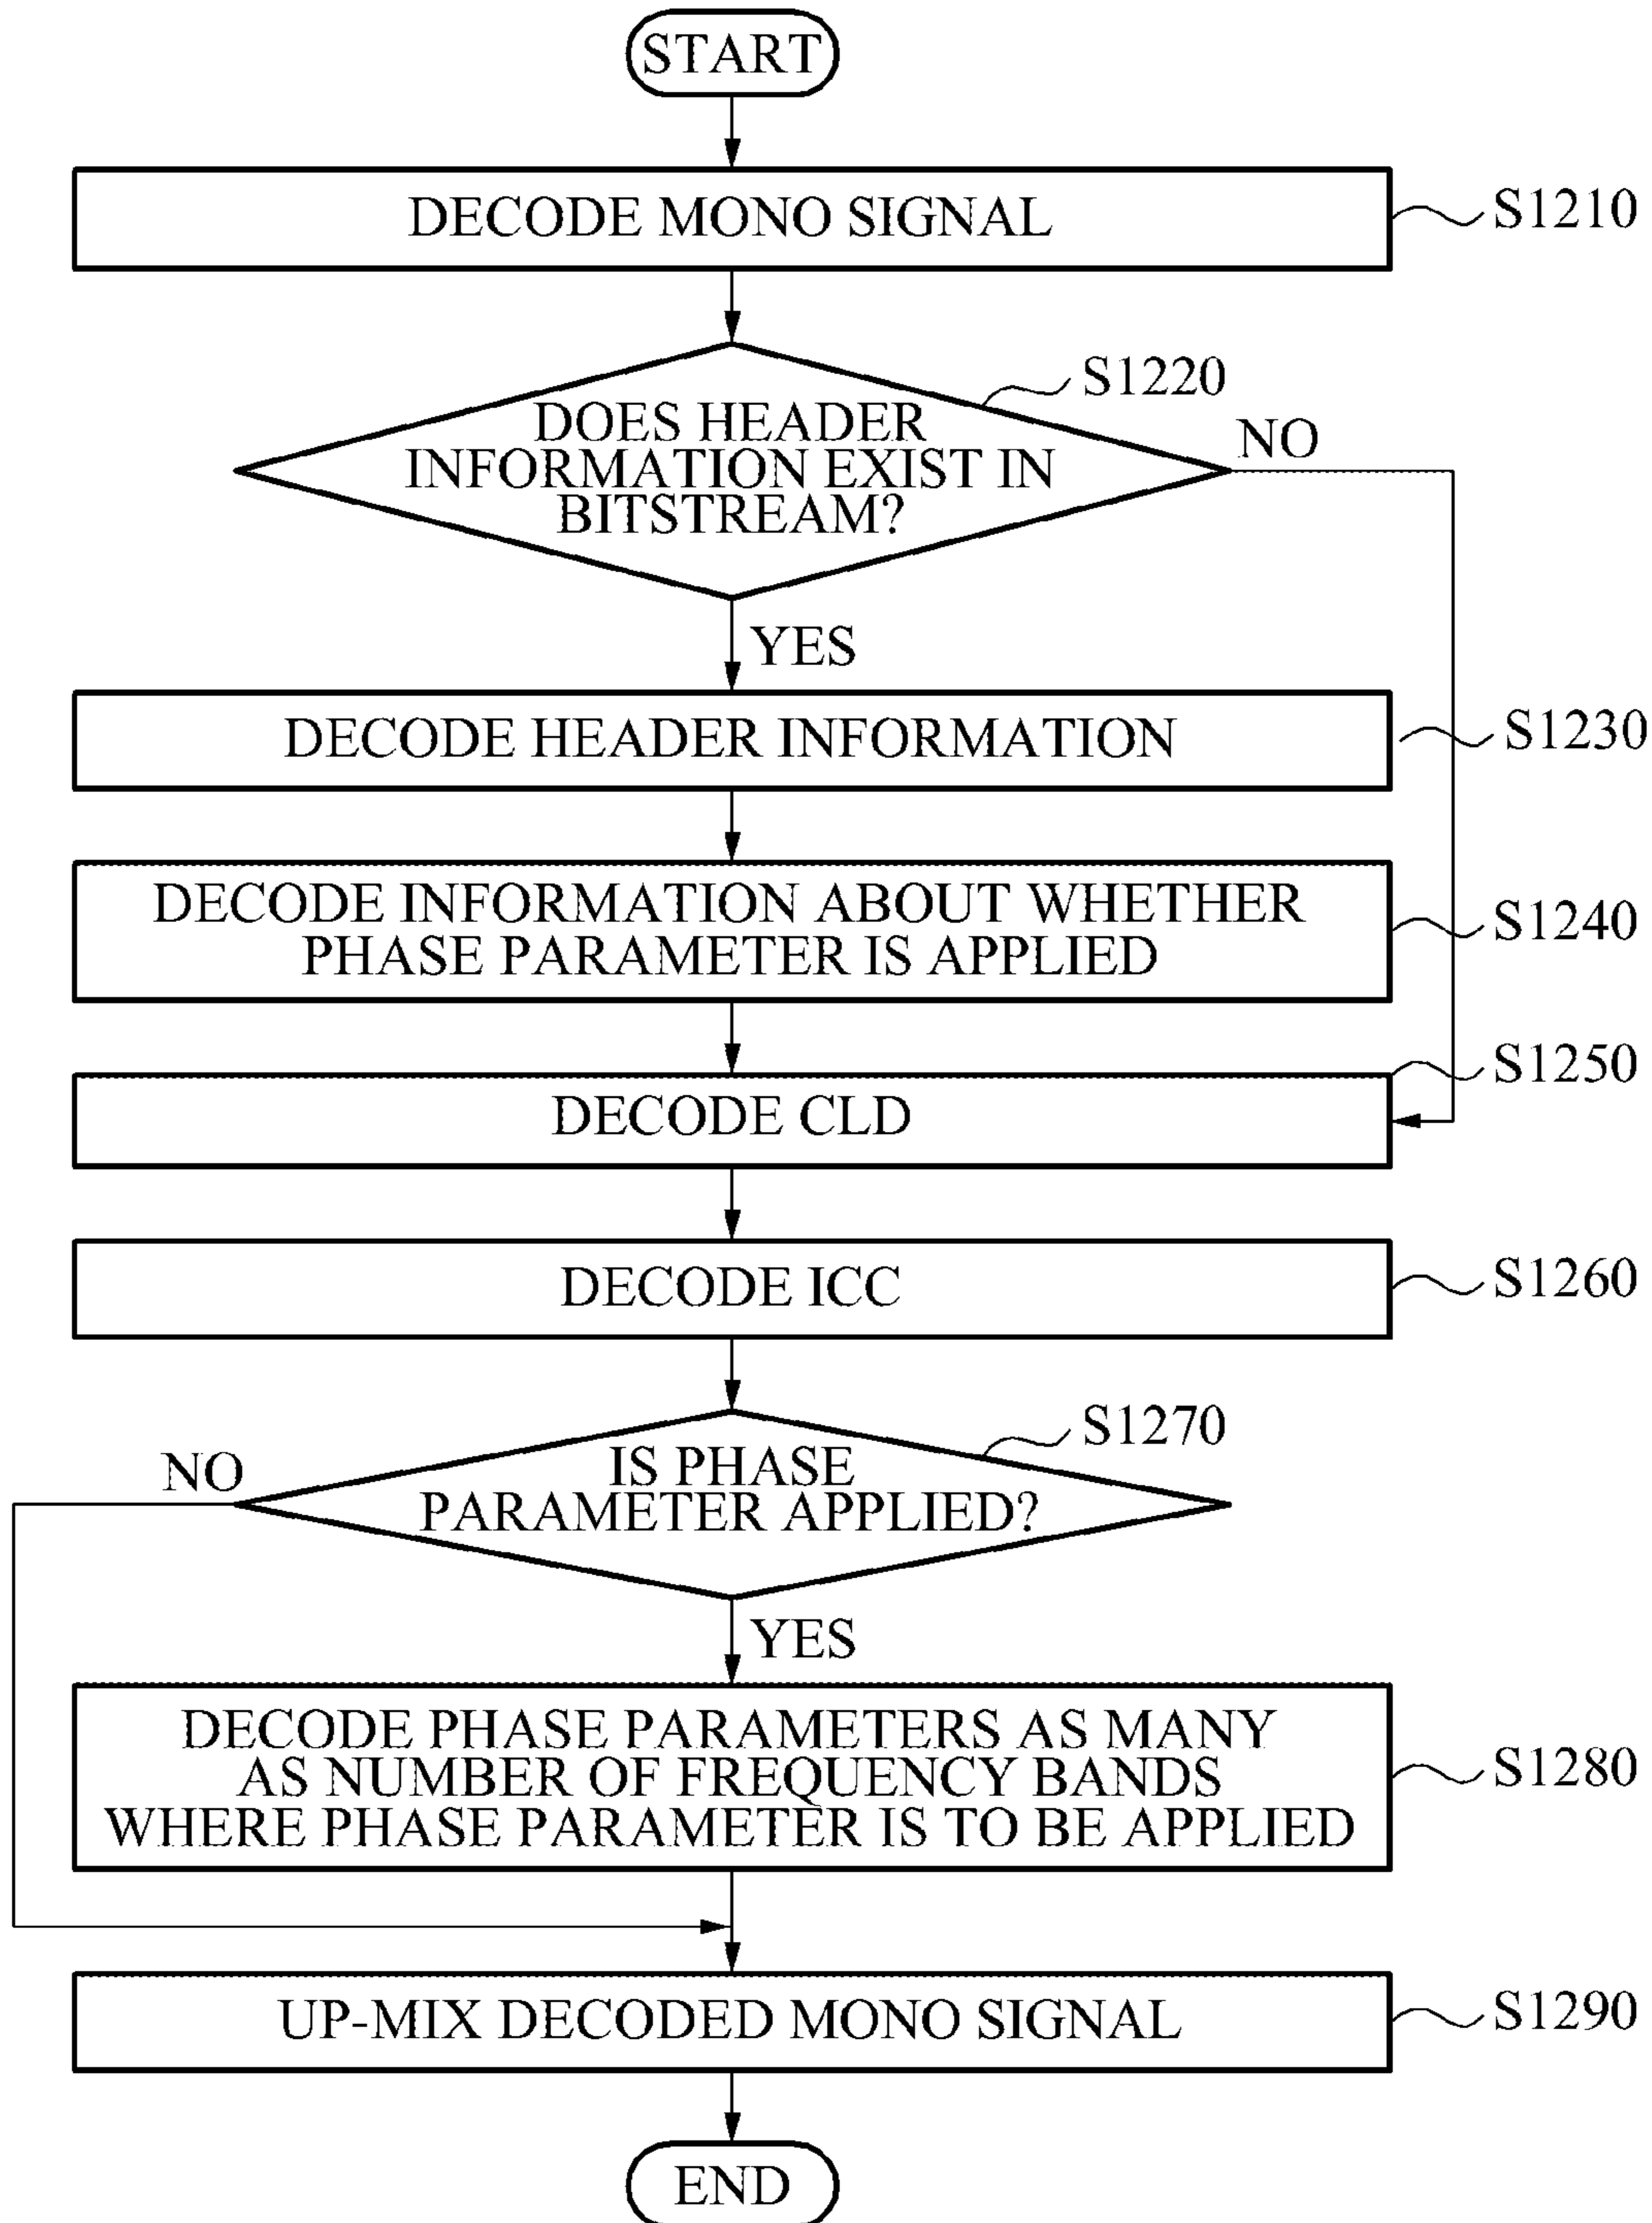 START
DECODE MONO SIGNAL
S1210
S1220
DOES HEADER
INFORMATION EXIST IN
BITSTREAM?
NO
YES
DECODE HEADER INFORMATION
S1230
DECODE INFORMATION ABOUT WHETHER
PHASE PARAMETER IS APPLIED
S1240
S1250
DECODE CLD
DECODE ICC
S1260
S1270
IS PHASE
PARAMETER APPLIED?
NO
YES
DECODE PHASE PARAMETERS AS MANY
AS NUMBER OF FREQUENCY BANDS
WHERE PHASE PARAMETER IS TO BE APPLIED
S1280
UP-MIX DECODED MONO SIGNAL
S1290
END